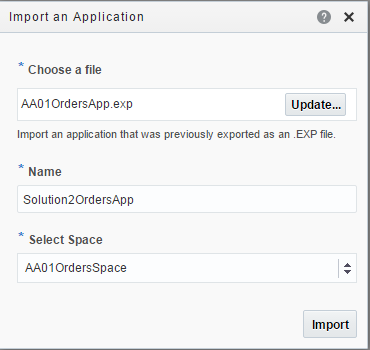 Import an Application ? ×
* Choose a file
AA01OrdersApp.exp Update...
Import an application that was previously exported as an .EXP file.
* Name
Solution2OrdersApp
* Select Space
AA01OrdersSpace
Import